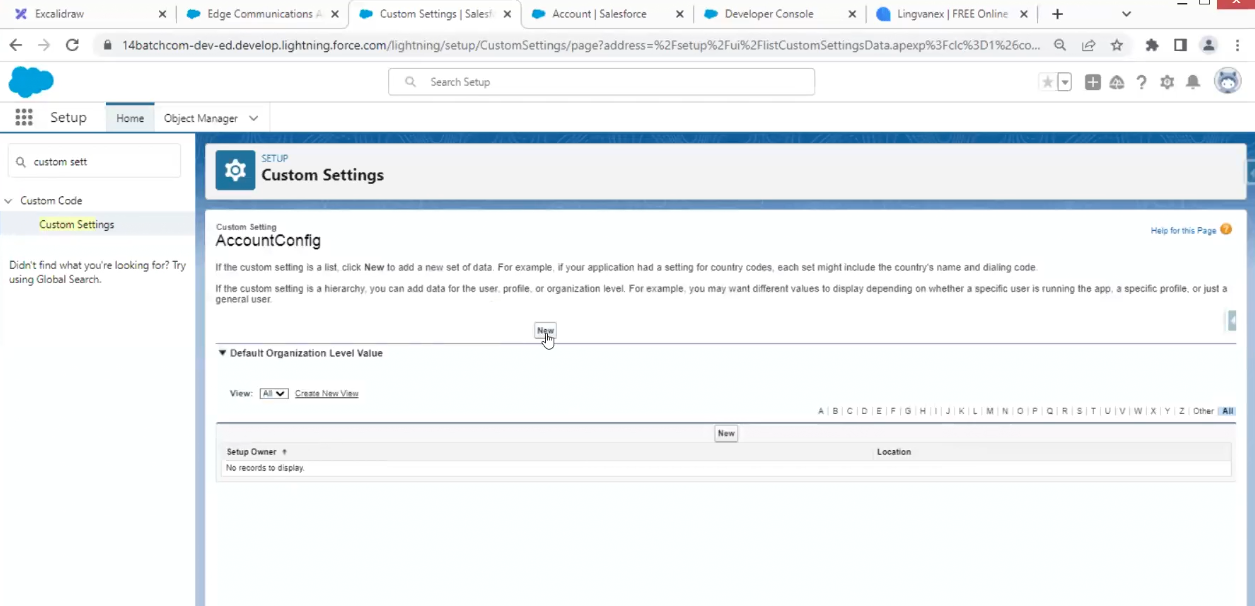 Excalidraw
Edge Communications A
Custom Settings | Salesf
Account | Salesforce
Developer Console
Lingvanex | FREE Online
14batchcom-dev-ed.develop.lightning.force.com/lightning/setup/CustomSettings/page?address=%2Fsetup%2Fui%2FlistCustomSettingsData.apexp%3Fclc%3D1%26co...
Search Setup
Setup
Home
Object Manager
custom sett
Custom Code
Custom Settings
Didn't find what you're looking for? Try
using Global Search.
SETUP
Custom Settings
Custom Setting
AccountConfig
Help for this Page
If the custom setting is a list, click New to add a new set of data. For example, if your application had a setting for country codes, each set might include the country's name and dialing code.
If the custom setting is a hierarchy, you can add data for the user, profile, or organization level. For example, you may want different values to display depending on whether a specific user is running the app, a specific profile, or just a
general user.
New
Default Organization Level Value
View: All Create New View
A | B | C | D | E | F | G | H | I | J | K | L | M | N | O | P | Q | R | S | T | U | V | W | X | Y | Z | Other | All
New
Setup Owner Location
No records to display.